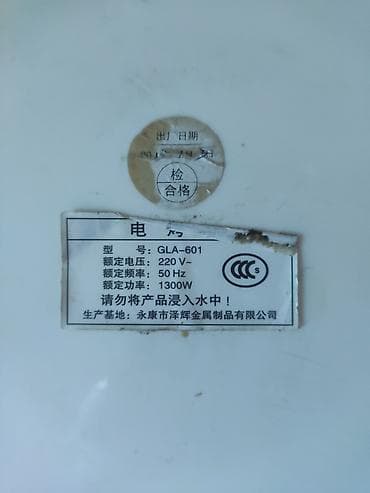 出厂日期
检
合格
电
型 号: GLA-601
额定电压: 220 V~
额定频率: 50 Hz
额定功率: 1300W
CCC S
请勿将产品浸入水中!
生产基地: 永康市泽辉金属制品有限公司